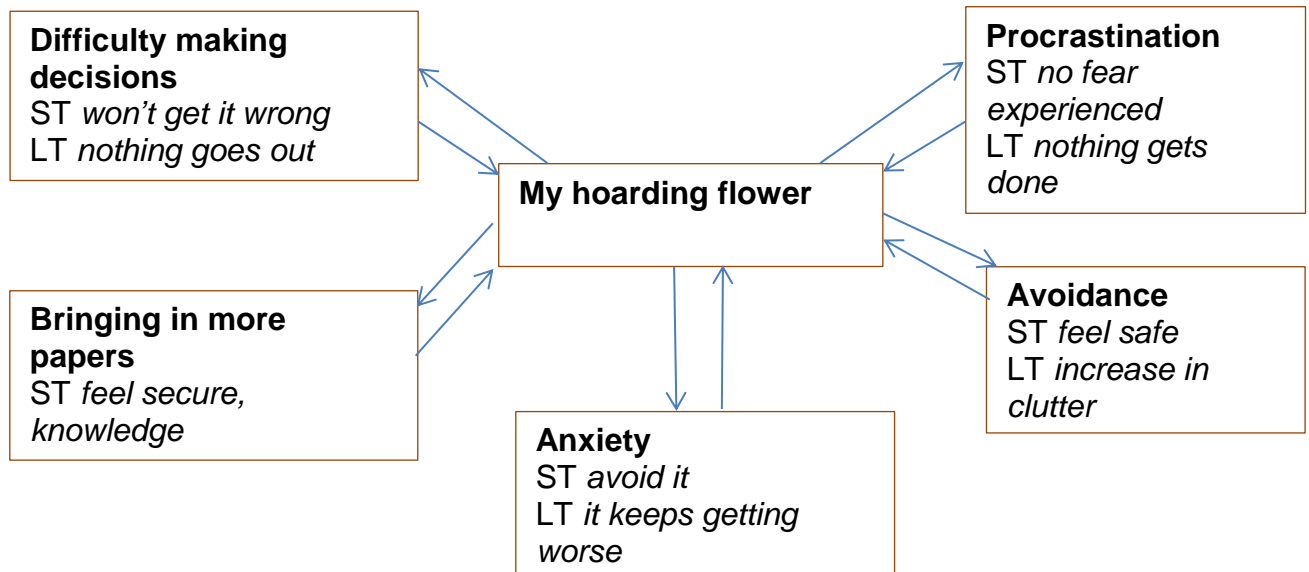 Difficulty making
decisions
ST won’t get it wrong
LT nothing goes out
Procrastination
ST no fear
experienced
LT nothing gets
done
My hoarding flower
Bringing in more
papers
ST feel secure,
knowledge
Avoidance
ST feel safe
LT increase in
clutter
Anxiety
ST avoid it
LT it keeps getting
worse